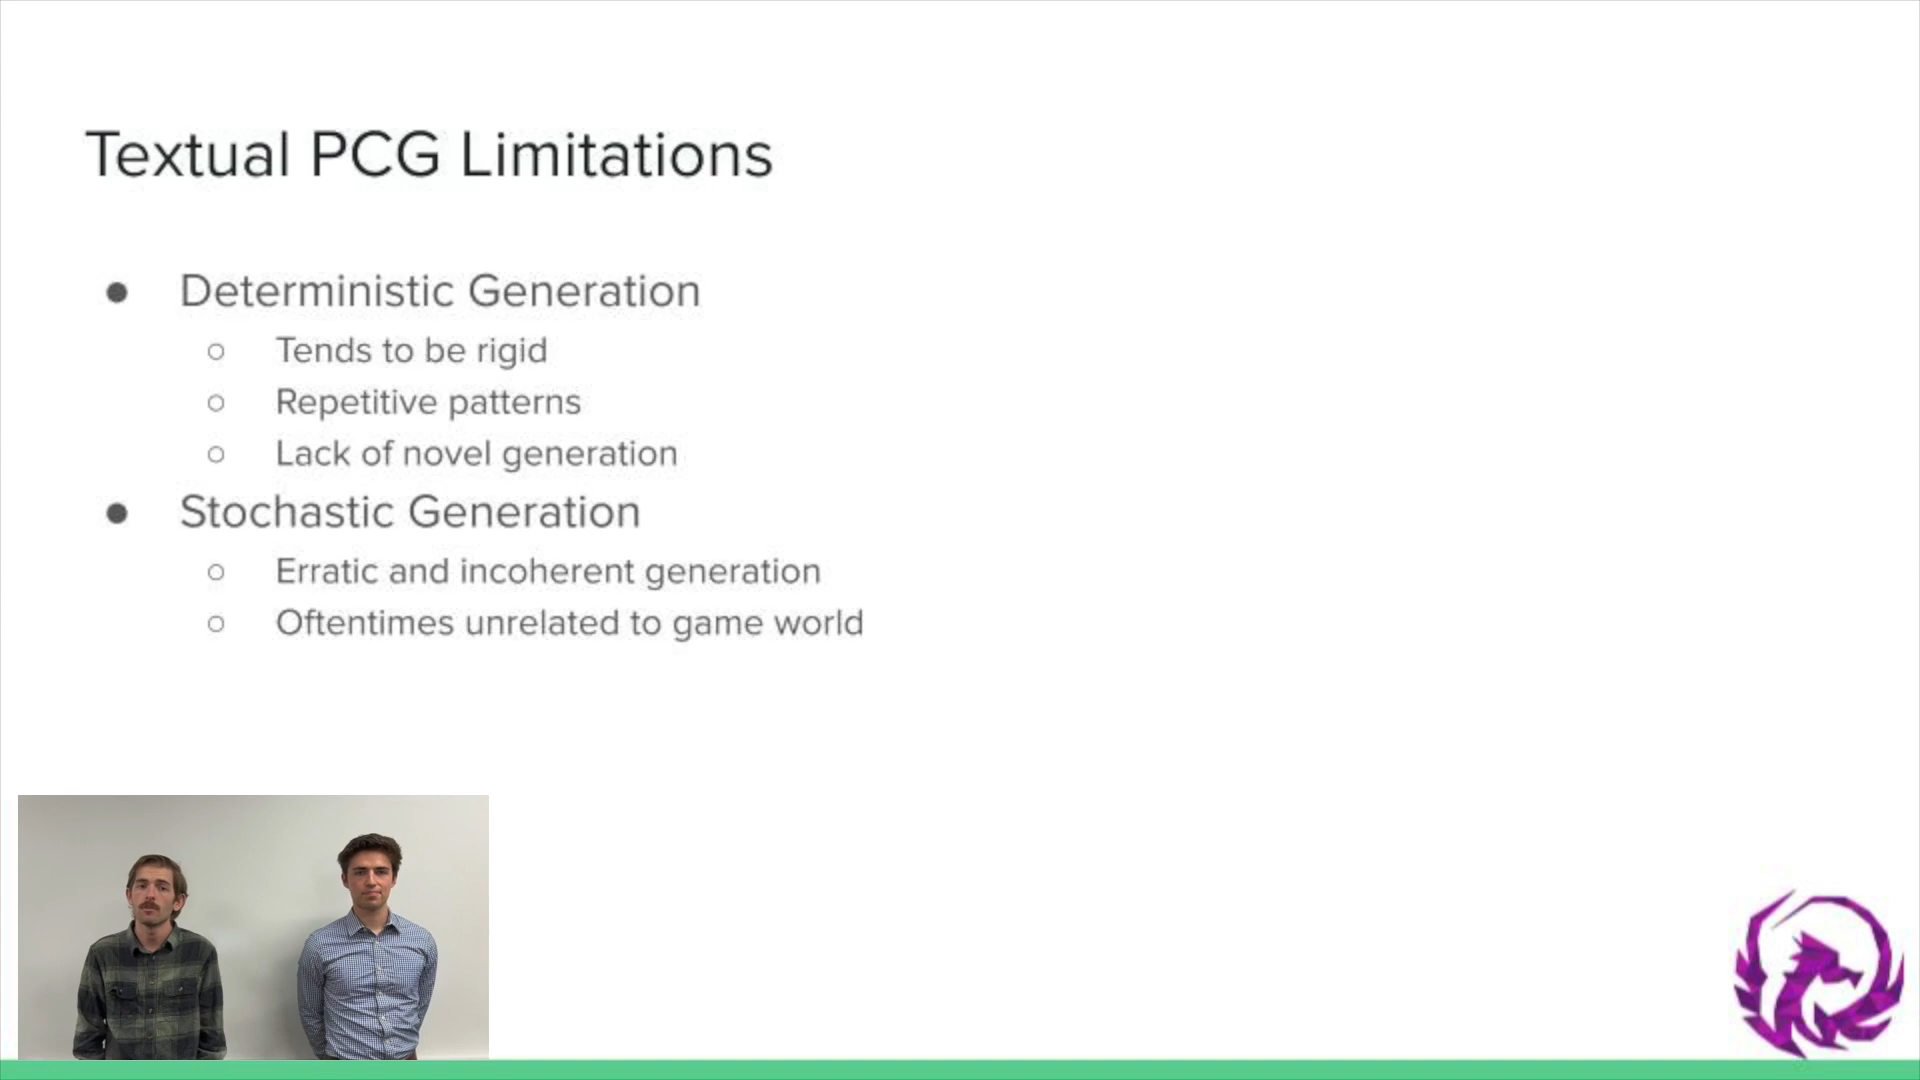 Textual PCG Limitations
● Deterministic Generation
○ Tends to be rigid
○ Repetitive patterns
○ Lack of novel generation
● Stochastic Generation
○ Erratic and incoherent generation
○ Oftentimes unrelated to game world